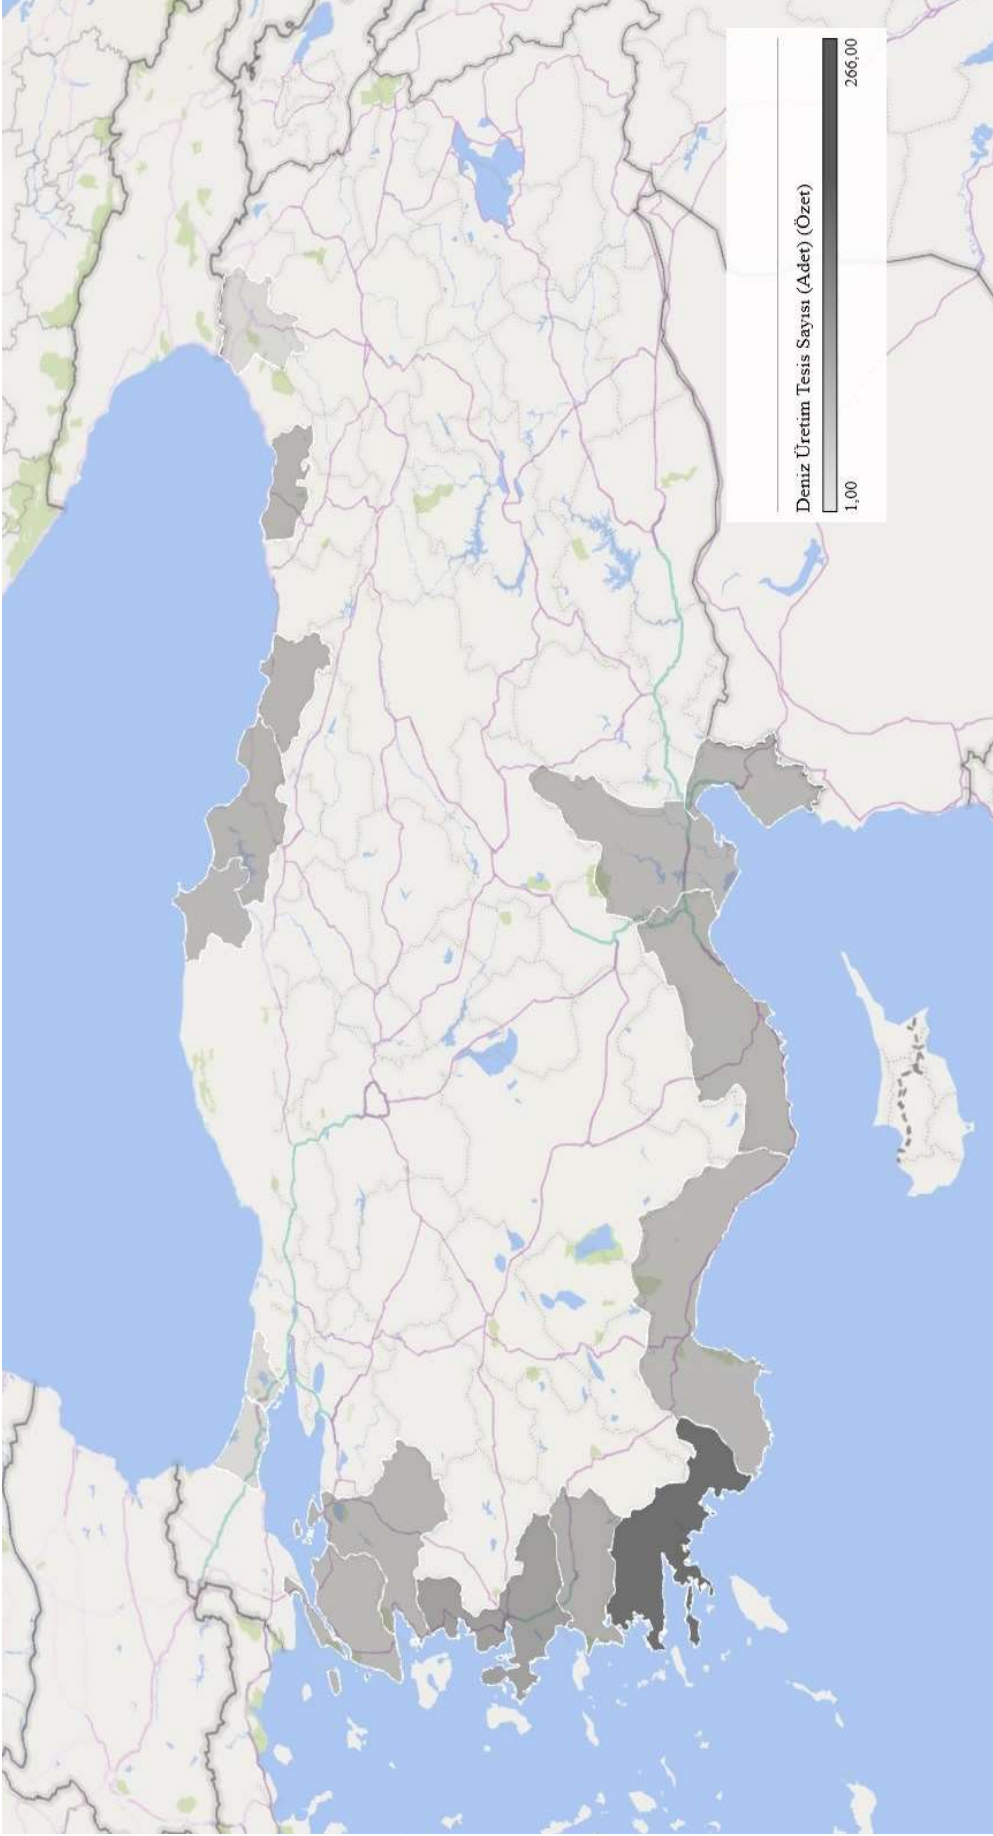 Deniz Üretim Tesis Sayısı (Adet) (Özet)
1,00 266,00